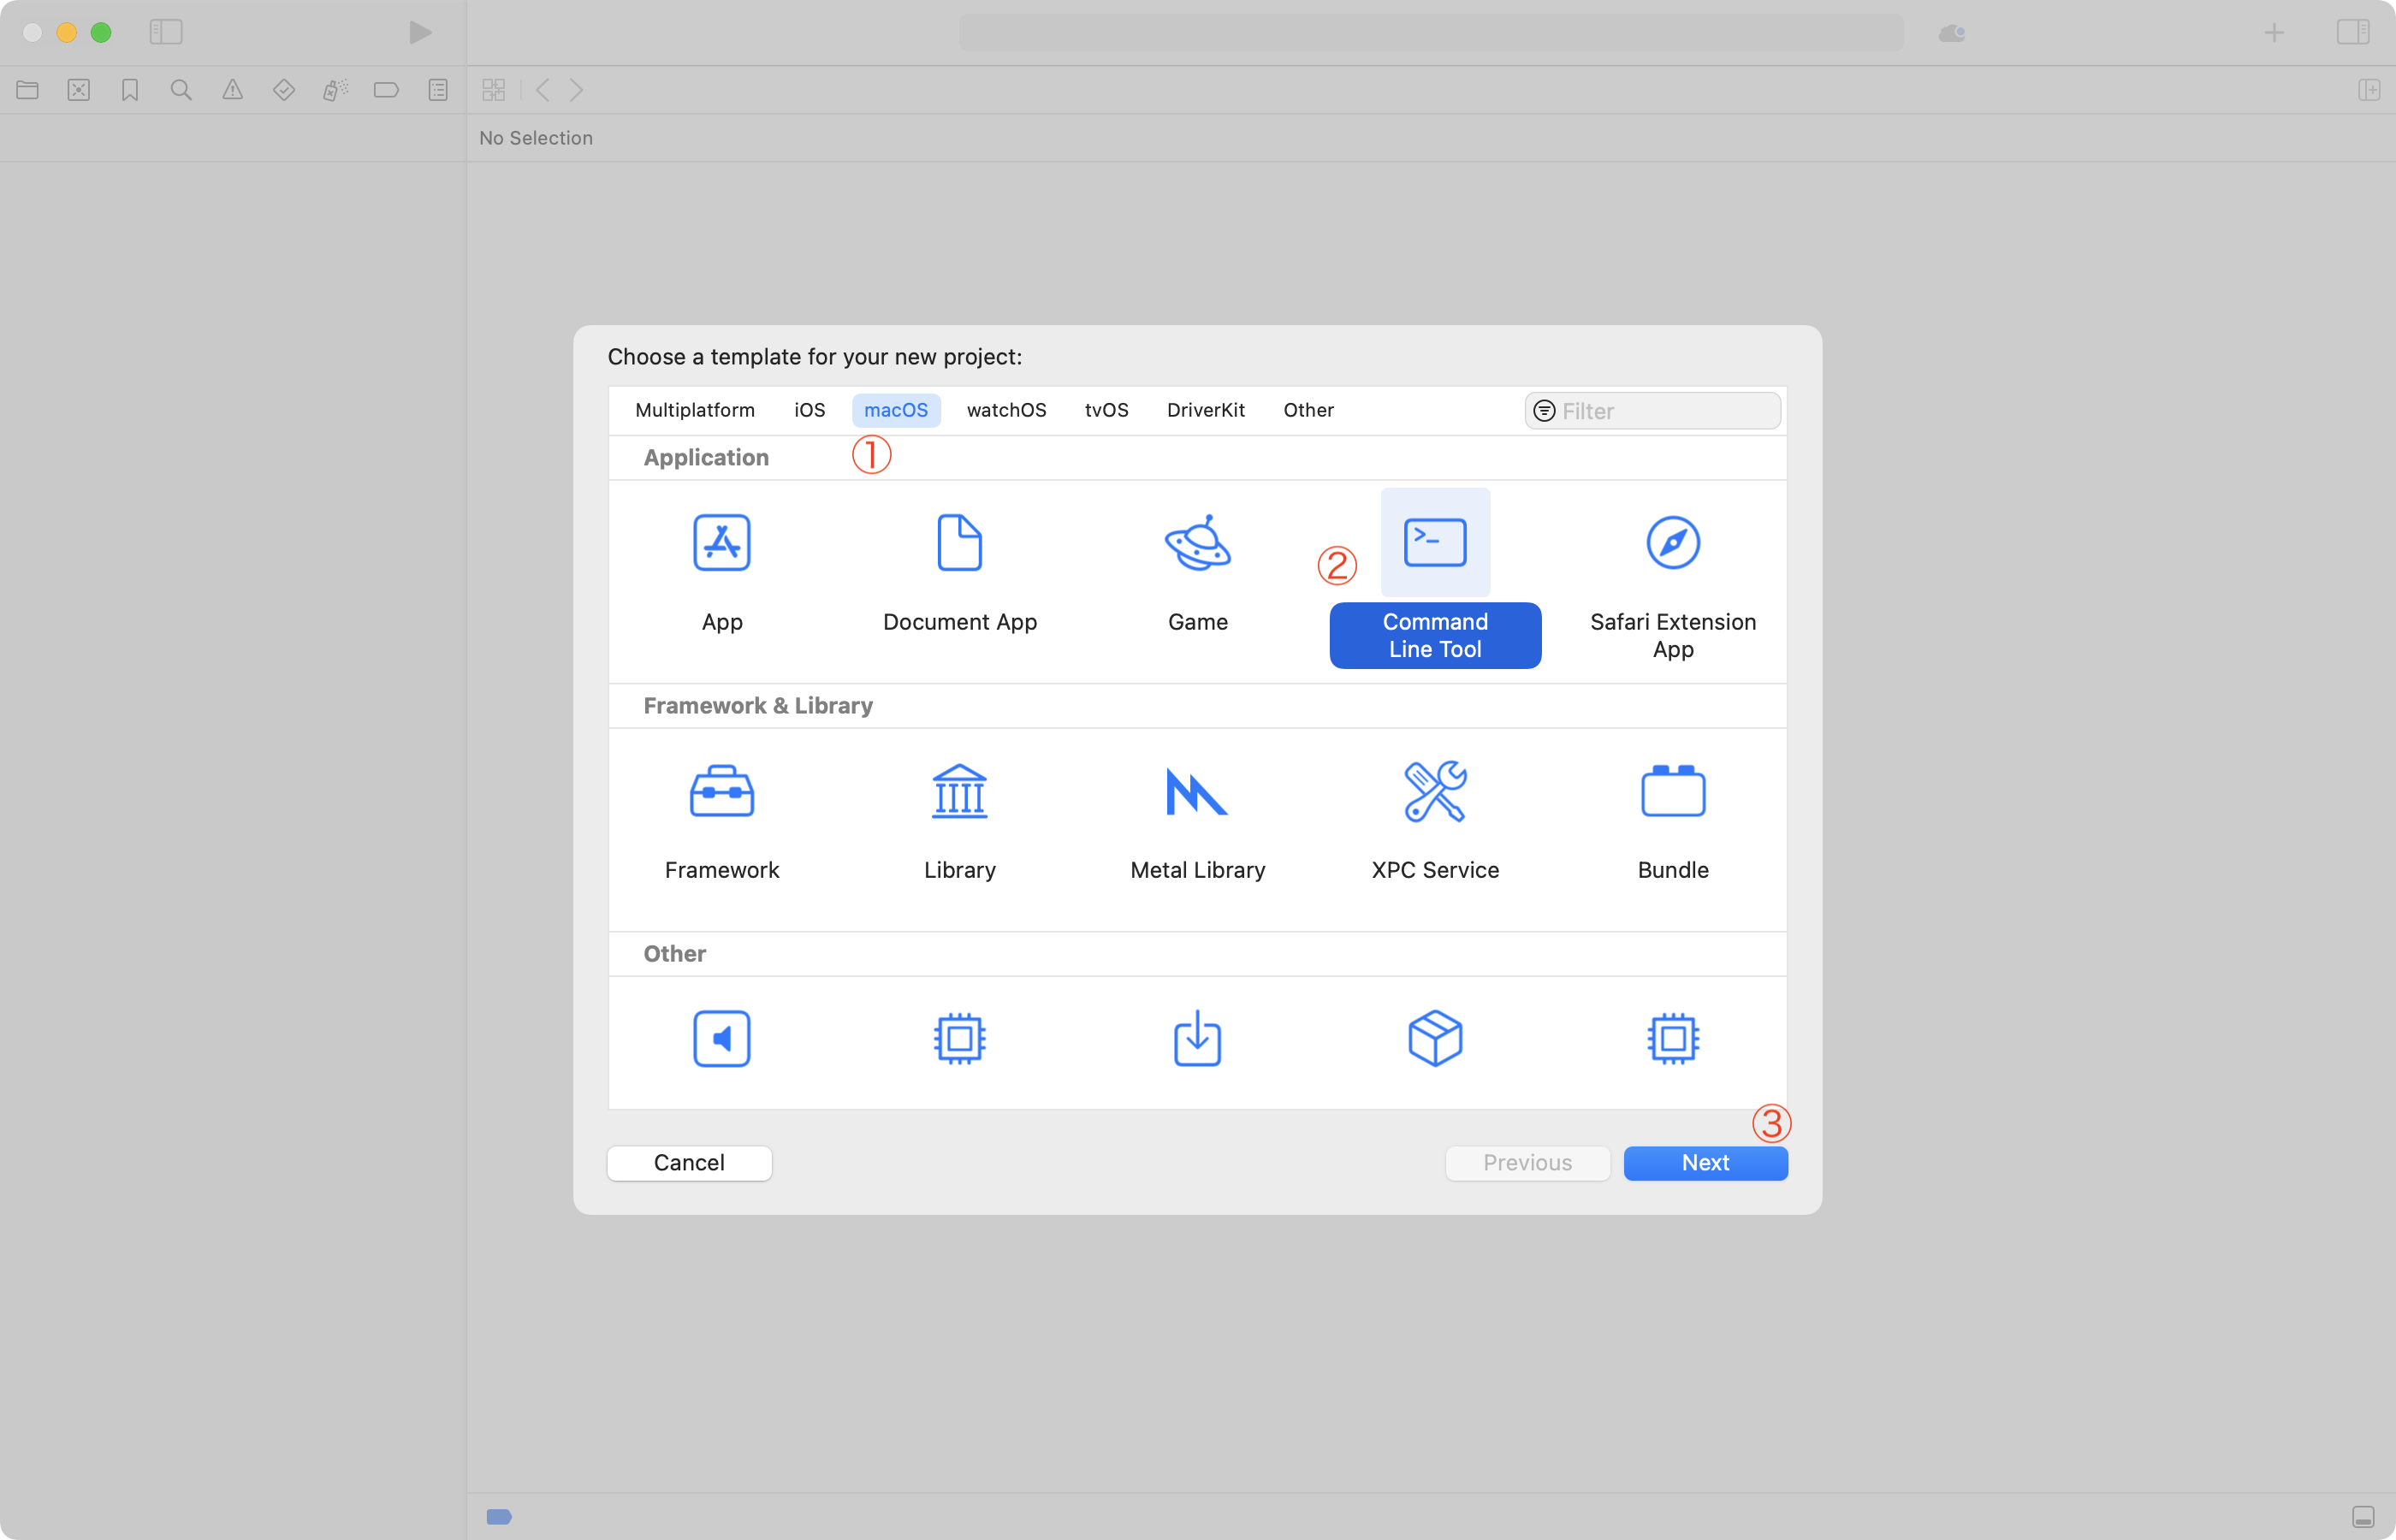 No Selection
Choose a template for your new project:
Multiplatform iOS macOS watchOS tvOS DriverKit Other Filter
Application ①
②
App Document App Game Command Line Tool Safari Extension App
Framework & Library
Framework Library Metal Library XPC Service Bundle
Other
③
Cancel Previous Next